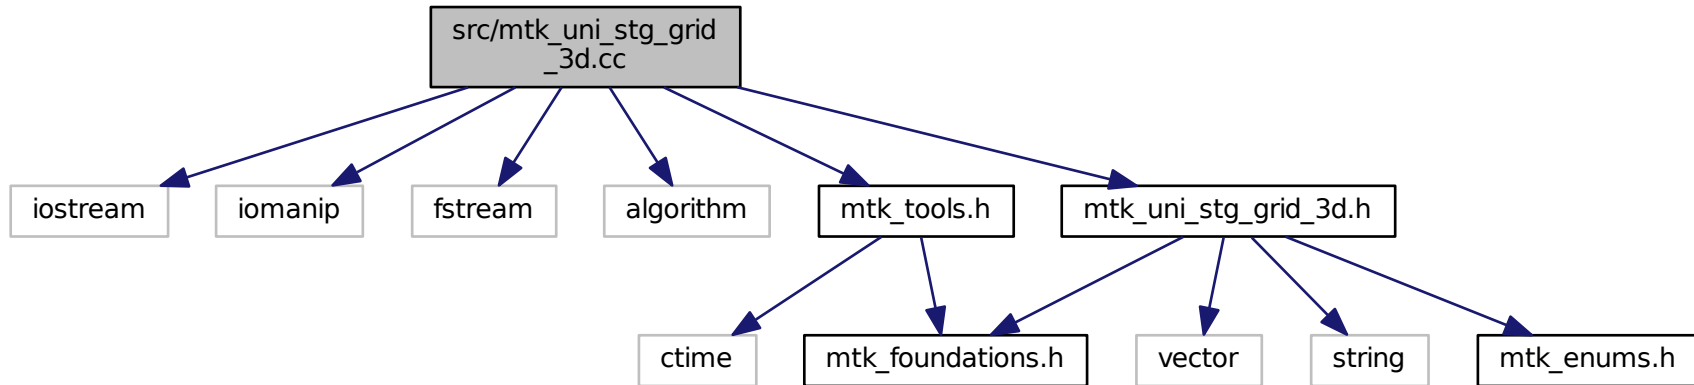 src/mtk_uni_stg_grid
_3d.cc
iostream
iomanip
fstream
algorithm
mtk_tools.h
mtk_uni_stg_grid_3d.h
ctime
mtk_foundations.h
vector
string
mtk_enums.h